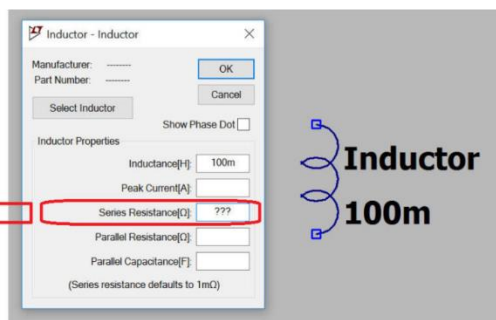 Inductor - Inductor
Manufacturer: --------
Part Number: --------
OK
Cancel
Select Inductor
Show Phase Dot
Inductor Properties
Inductance[H]: 100m
Peak Current[A]:
Series Resistance[Ω]: ???
Parallel Resistance[Ω]:
Parallel Capacitance[F]:
(Series resistance defaults to 1mΩ)
Inductor
100m